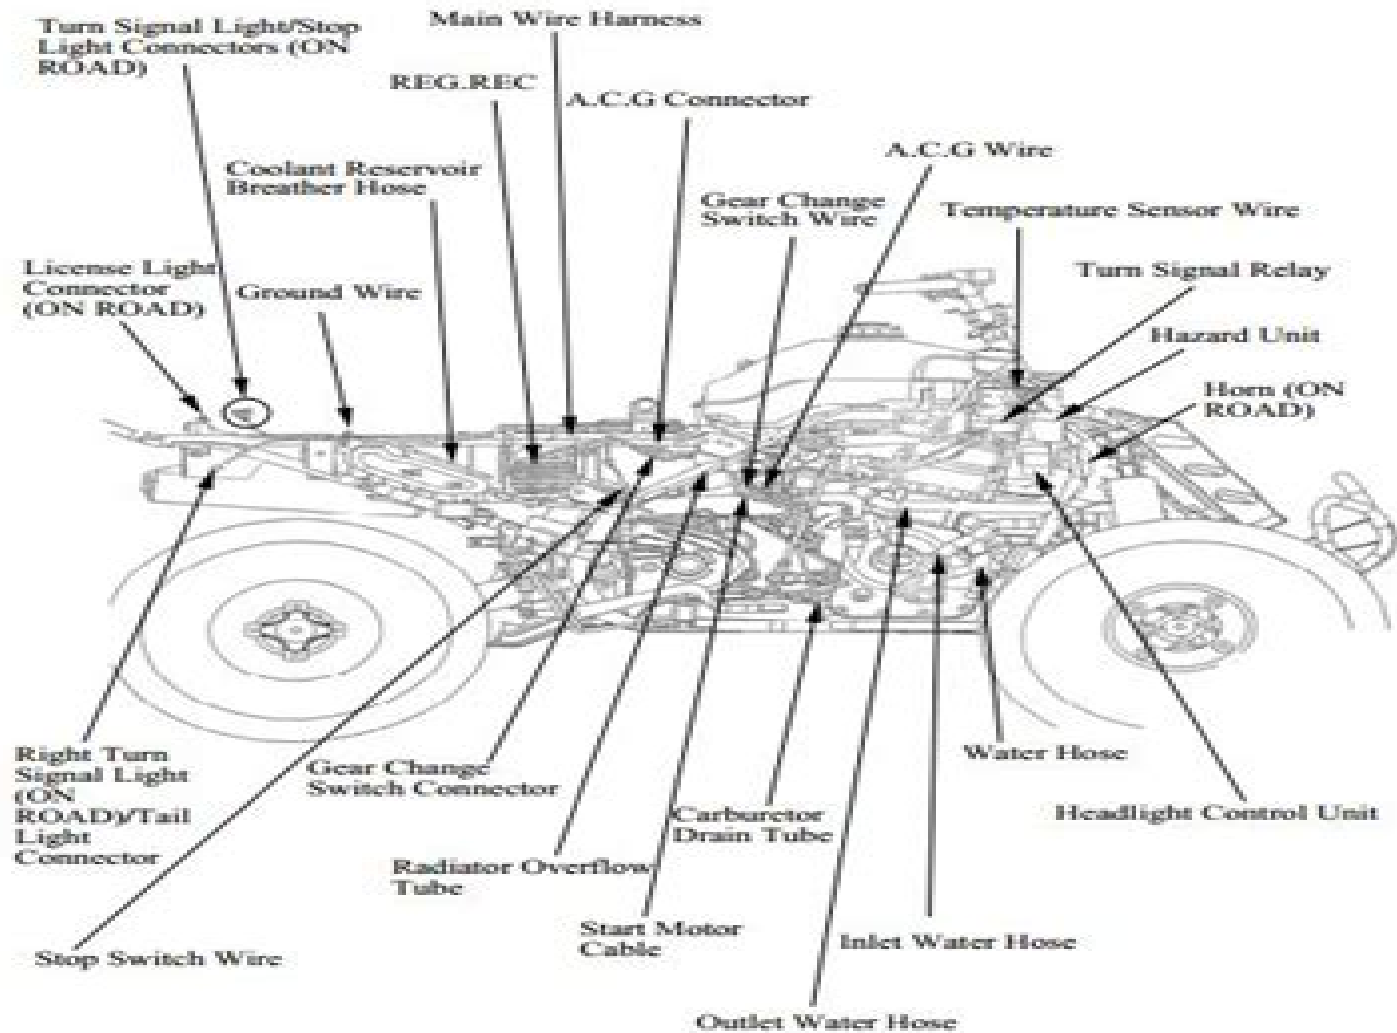 Turn Signal Light/Stop
Light Connectors (ON
ROAD)
Main Wire Harness
REG.REC
A.C.G Connector
A.C.G Wire
Coolant Reservoir
Breather Hose
Gear Change
Switch Wire
Temperature Sensor Wire
License Light
Connector
(ON ROAD)
Ground Wire
Turn Signal Relay
Hazard Unit
Horn (ON
ROAD)
Right Turn
Signal Light
(ON
ROAD)/Tail
Light
Connector
Gear Change
Switch Connector
Water Hose
Carburetor
Drain Tube
Headlight Control Unit
Radiator Overflow
Tube
Start Motor
Cable
Inlet Water Hose
Stop Switch Wire
Outlet Water Hose